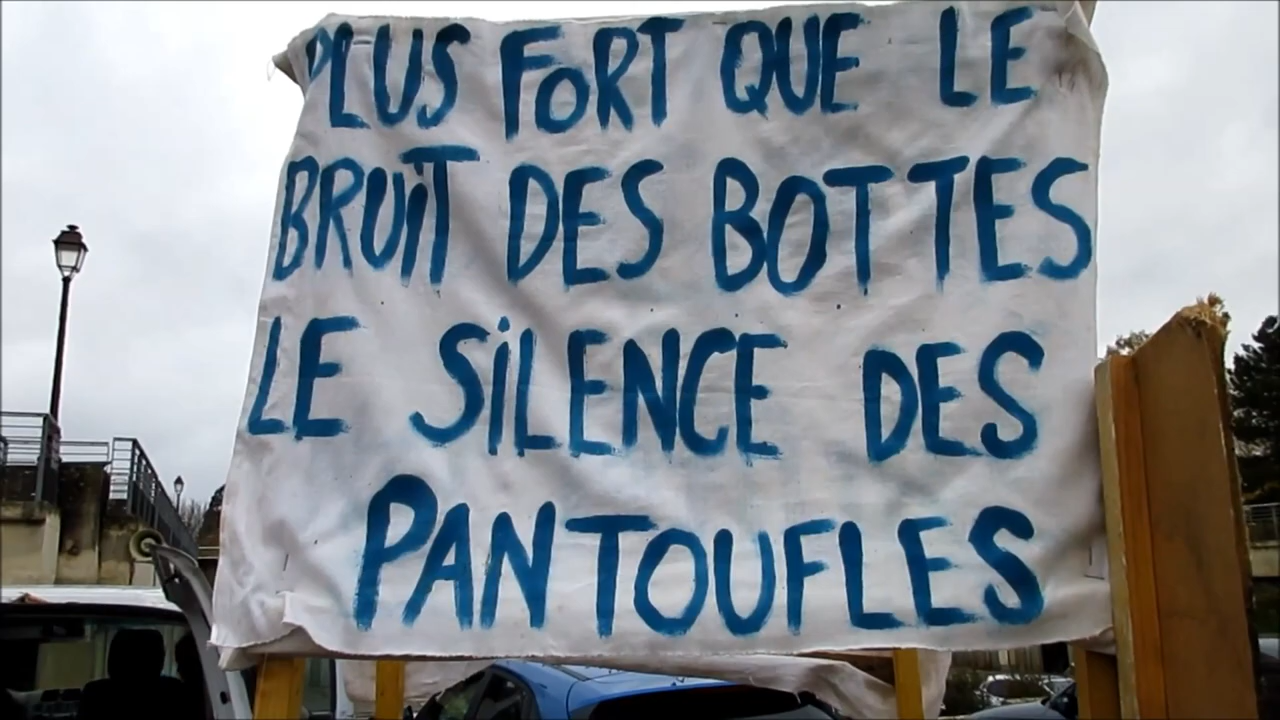 PLUS FORT QUE LE
BRUIT DES BOTTES
LE SILENCE DES
PANTOUFLES